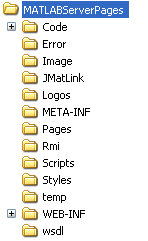 MATLABServerPages
Code
Error
Image
JMatLink
Logos
META-INF
Pages
Rmi
Scripts
Styles
temp
WEB-INF
wsdl